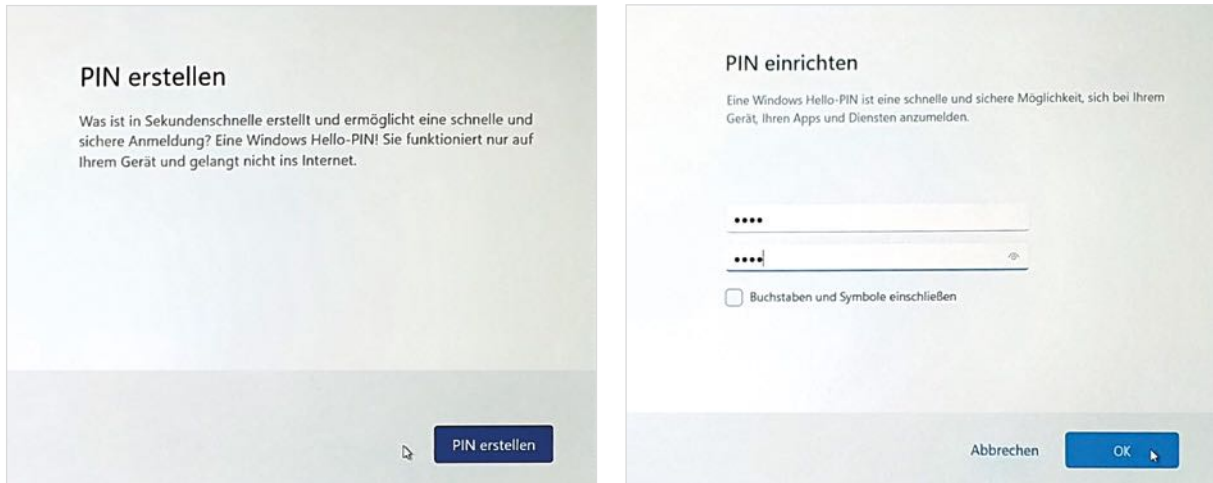 PIN erstellen
Was ist in Sekundenschnelle erstellt und ermöglicht eine schnelle und
sichere Anmeldung? Eine Windows Hello-PIN! Sie funktioniert nur auf
Ihrem Gerät und gelangt nicht ins Internet.
PIN erstellen
PIN einrichten
Eine Windows Hello-PIN ist eine schnelle und sichere Möglichkeit, sich bei Ihrem
Gerät, Ihren Apps und Diensten anzumelden.
••••
••••
Buchstaben und Symbole einschließen
Abbrechen
OK